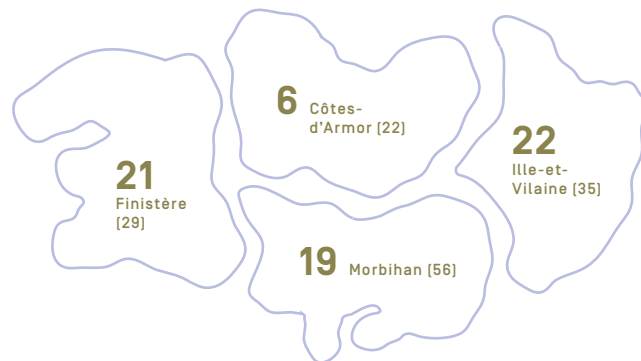 6 Côtes-
d'Armor (22)
22
Ille-et-
Vilaine (35)
21
Finistère
(29)
19 Morbihan (56)